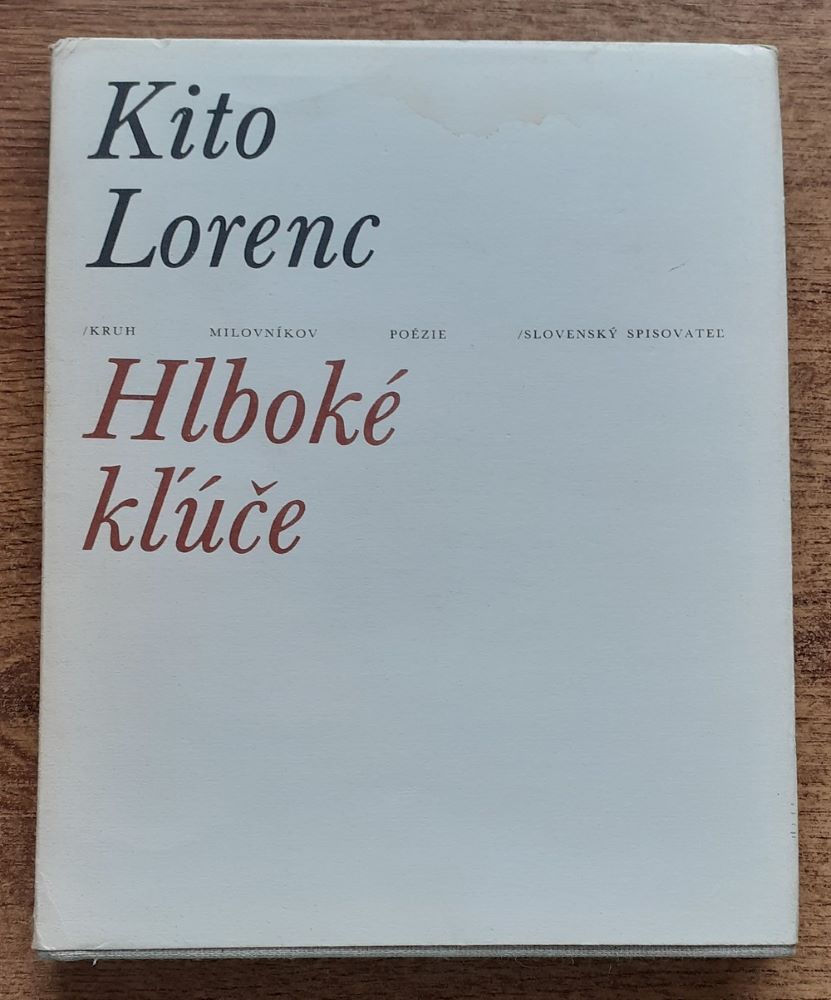 Kito
Lorenc
/KRUH MILOVNÍKOV POÉZIE /SLOVENSKÝ SPISOVATEĽ
Hlboké
kľúče